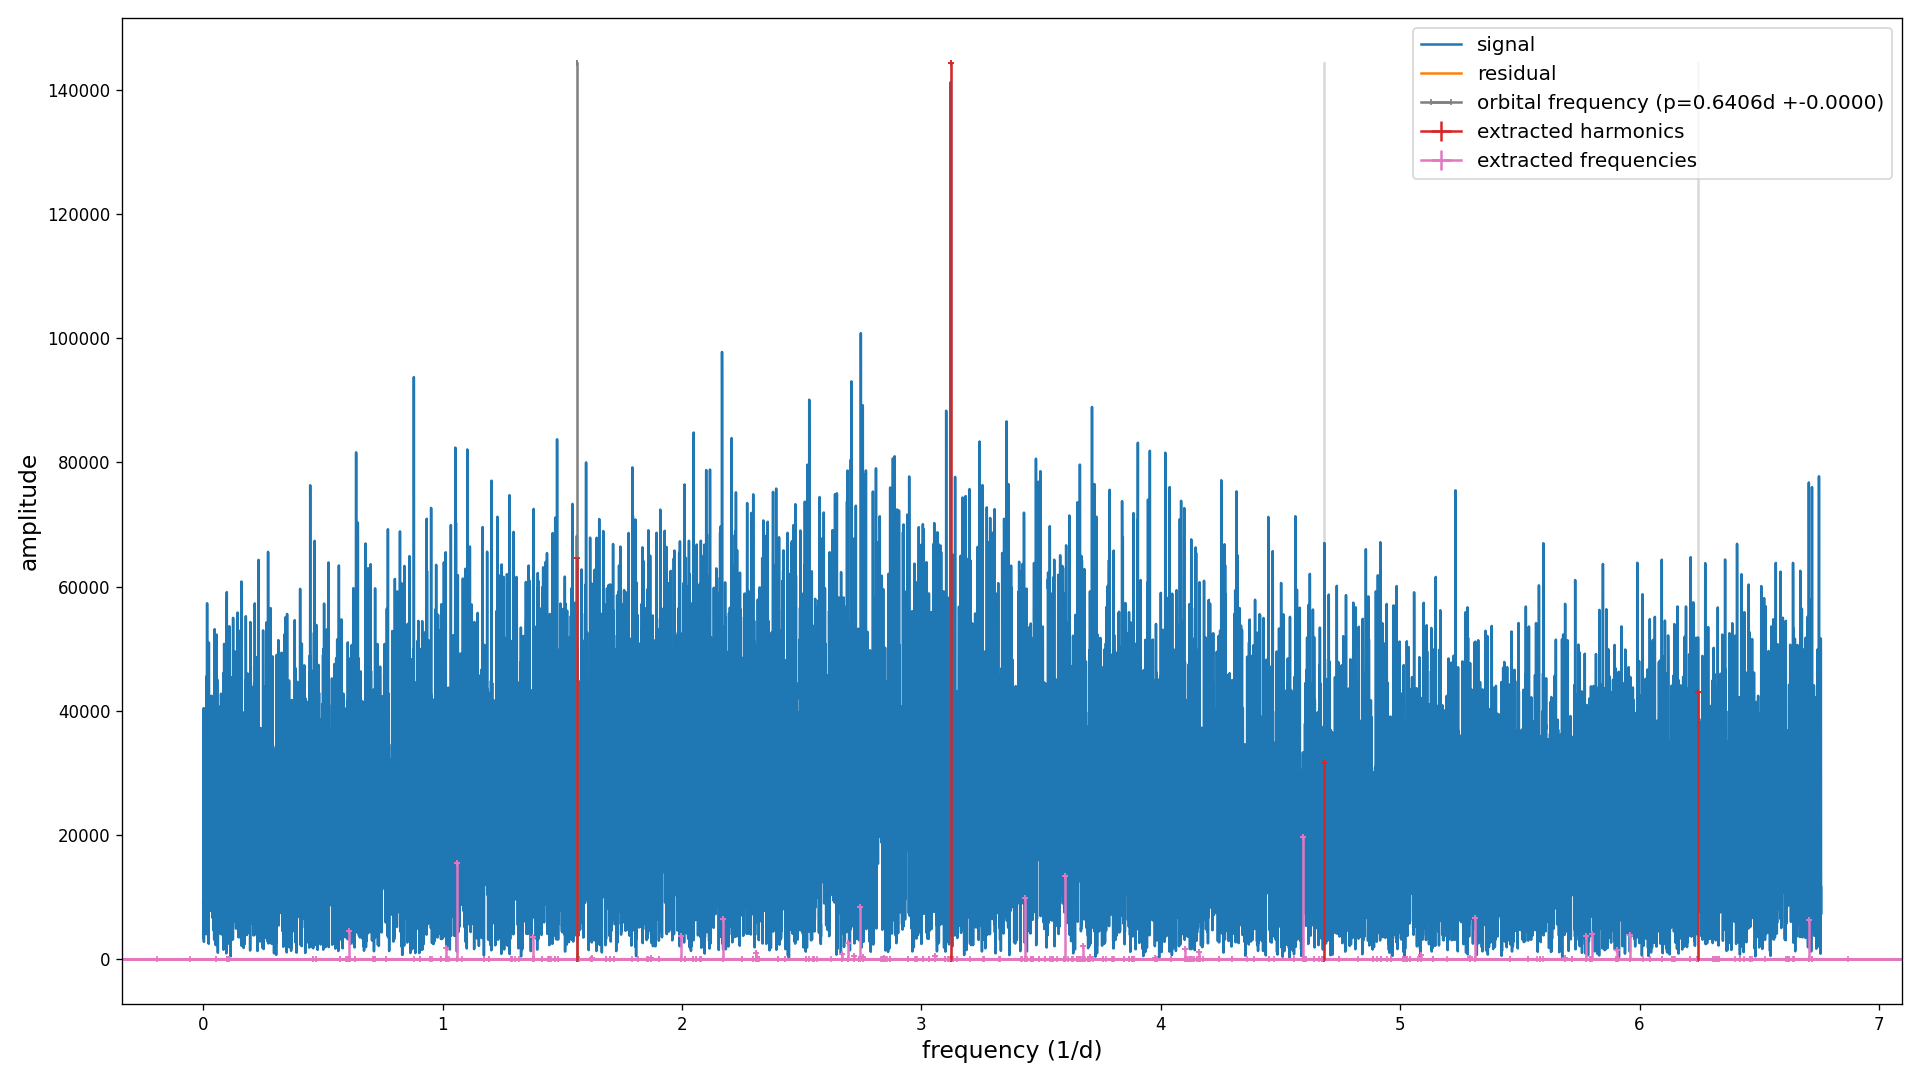 signal
residual
orbital frequency (p=0.6406d +-0.0000)
extracted harmonics
extracted frequencies
140000
120000
100000
80000
60000
40000
20000
0
amplitude
0 1 2 3 4 5 6 7
frequency (1/d)